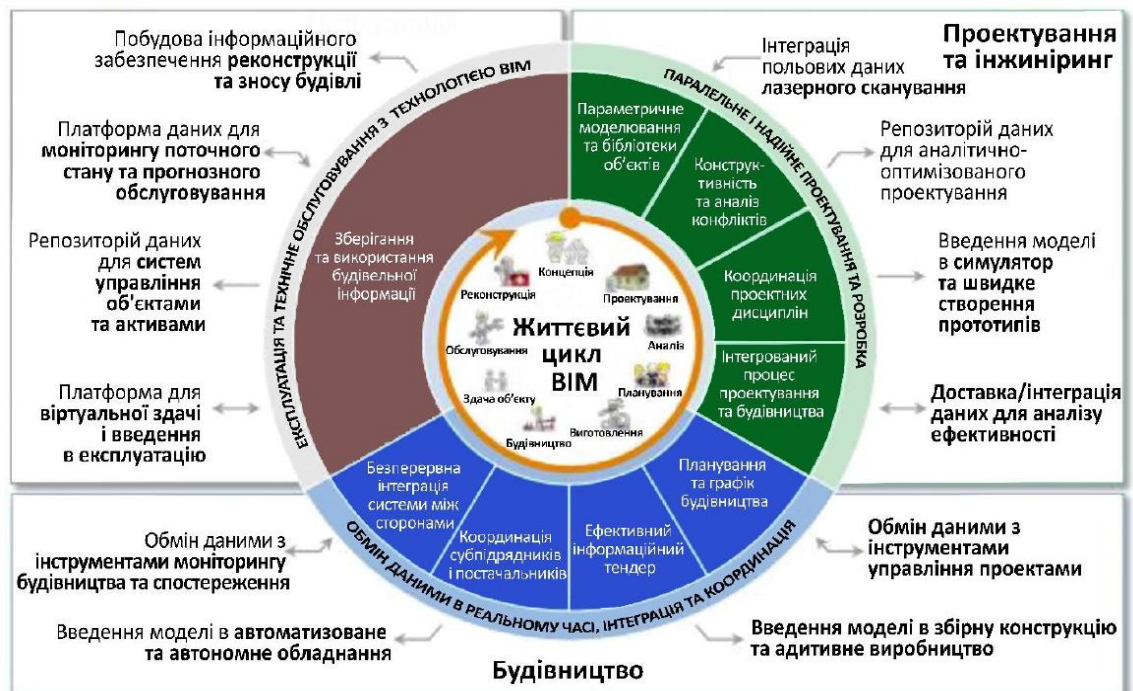 Побудова інформаційного
забезпечення реконструкції
та зносу будівлі
Платформа даних для
моніторингу поточного
стану та прогнозного
обслуговування
Репозиторій даних
для систем
управління
об'єктами
та активами
Платформа для
віртуальної здачі
і введення
в експлуатацію
ЕКСПЛУАТАЦІЯ ТА ТЕХНІЧНЕ ОБСЛУГОВУВАННЯ З ТЕХНОЛОГІЄЮ BIM
Зберігання
та використання
будівельної
інформації
Проектування
та інжиніринг
Інтеграція
польових даних
лазерного сканування
Репозиторій даних
для аналітично-
оптимізованого
проектування
Введення моделі
в симулятор
та швидке
створення
прототипів
Доставка/інтеграція
даних для аналізу
ефективності
ПАРАЛЕЛЬНЕ І НАДІЙНЕ ПРОЕКТУВАННЯ ТА РОЗРОБКА
Параметричне
моделювання
та бібліотеки
об'єктів
Конструк-
тивність
та аналіз
конфліктів
Координація
проектних
дисциплін
Інтегрований
процес
проектування
та будівництва
Життєвий
цикл
BIM
Концепція
Проектування
Аналіз
Планування
Виготовлення
Будівництво
Здача об'єкту
Обслуговування
Реконструкція
Планування
та графік
будівництва
Ефективний
інформаційний
тендер
Координація
субпідрядників
і постачальників
Безперервна
інтеграція
системи між
сторонами
ОБМІН ДАНИМИ В РЕАЛЬНОМУ ЧАСІ, ІНТЕГРАЦІЯ ТА КООРДИНАЦІЯ
Обмін даними з
інструментами моніторингу
будівництва та спостереження
Введення моделі в автоматизоване
та автономне обладнання
Обмін даними з
інструментами
управління проектами
Введення моделі в збірну конструкцію
та адитивне виробництво
Будівництво